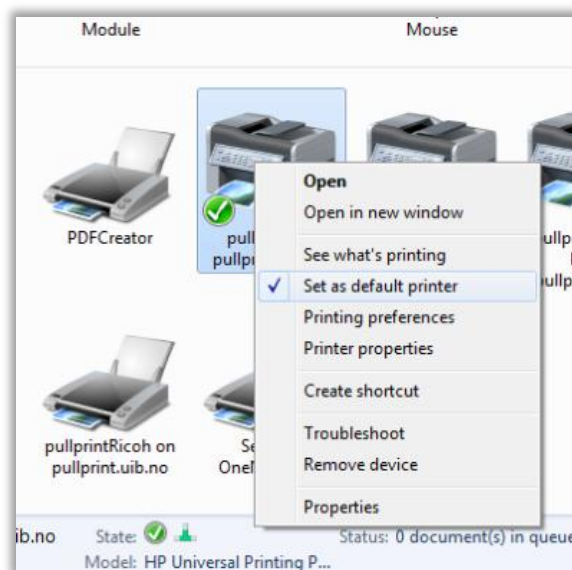 Module
Mouse
PDFCreator
Open
Open in new window
See what's printing
Set as default printer
Printing preferences
Printer properties
Create shortcut
Troubleshoot
Remove device
Properties
pullprintRicoh on
pullprint.uib.no
ib.no
State:
Status: 0 document(s) in queue
Model: HP Universal Printing P...